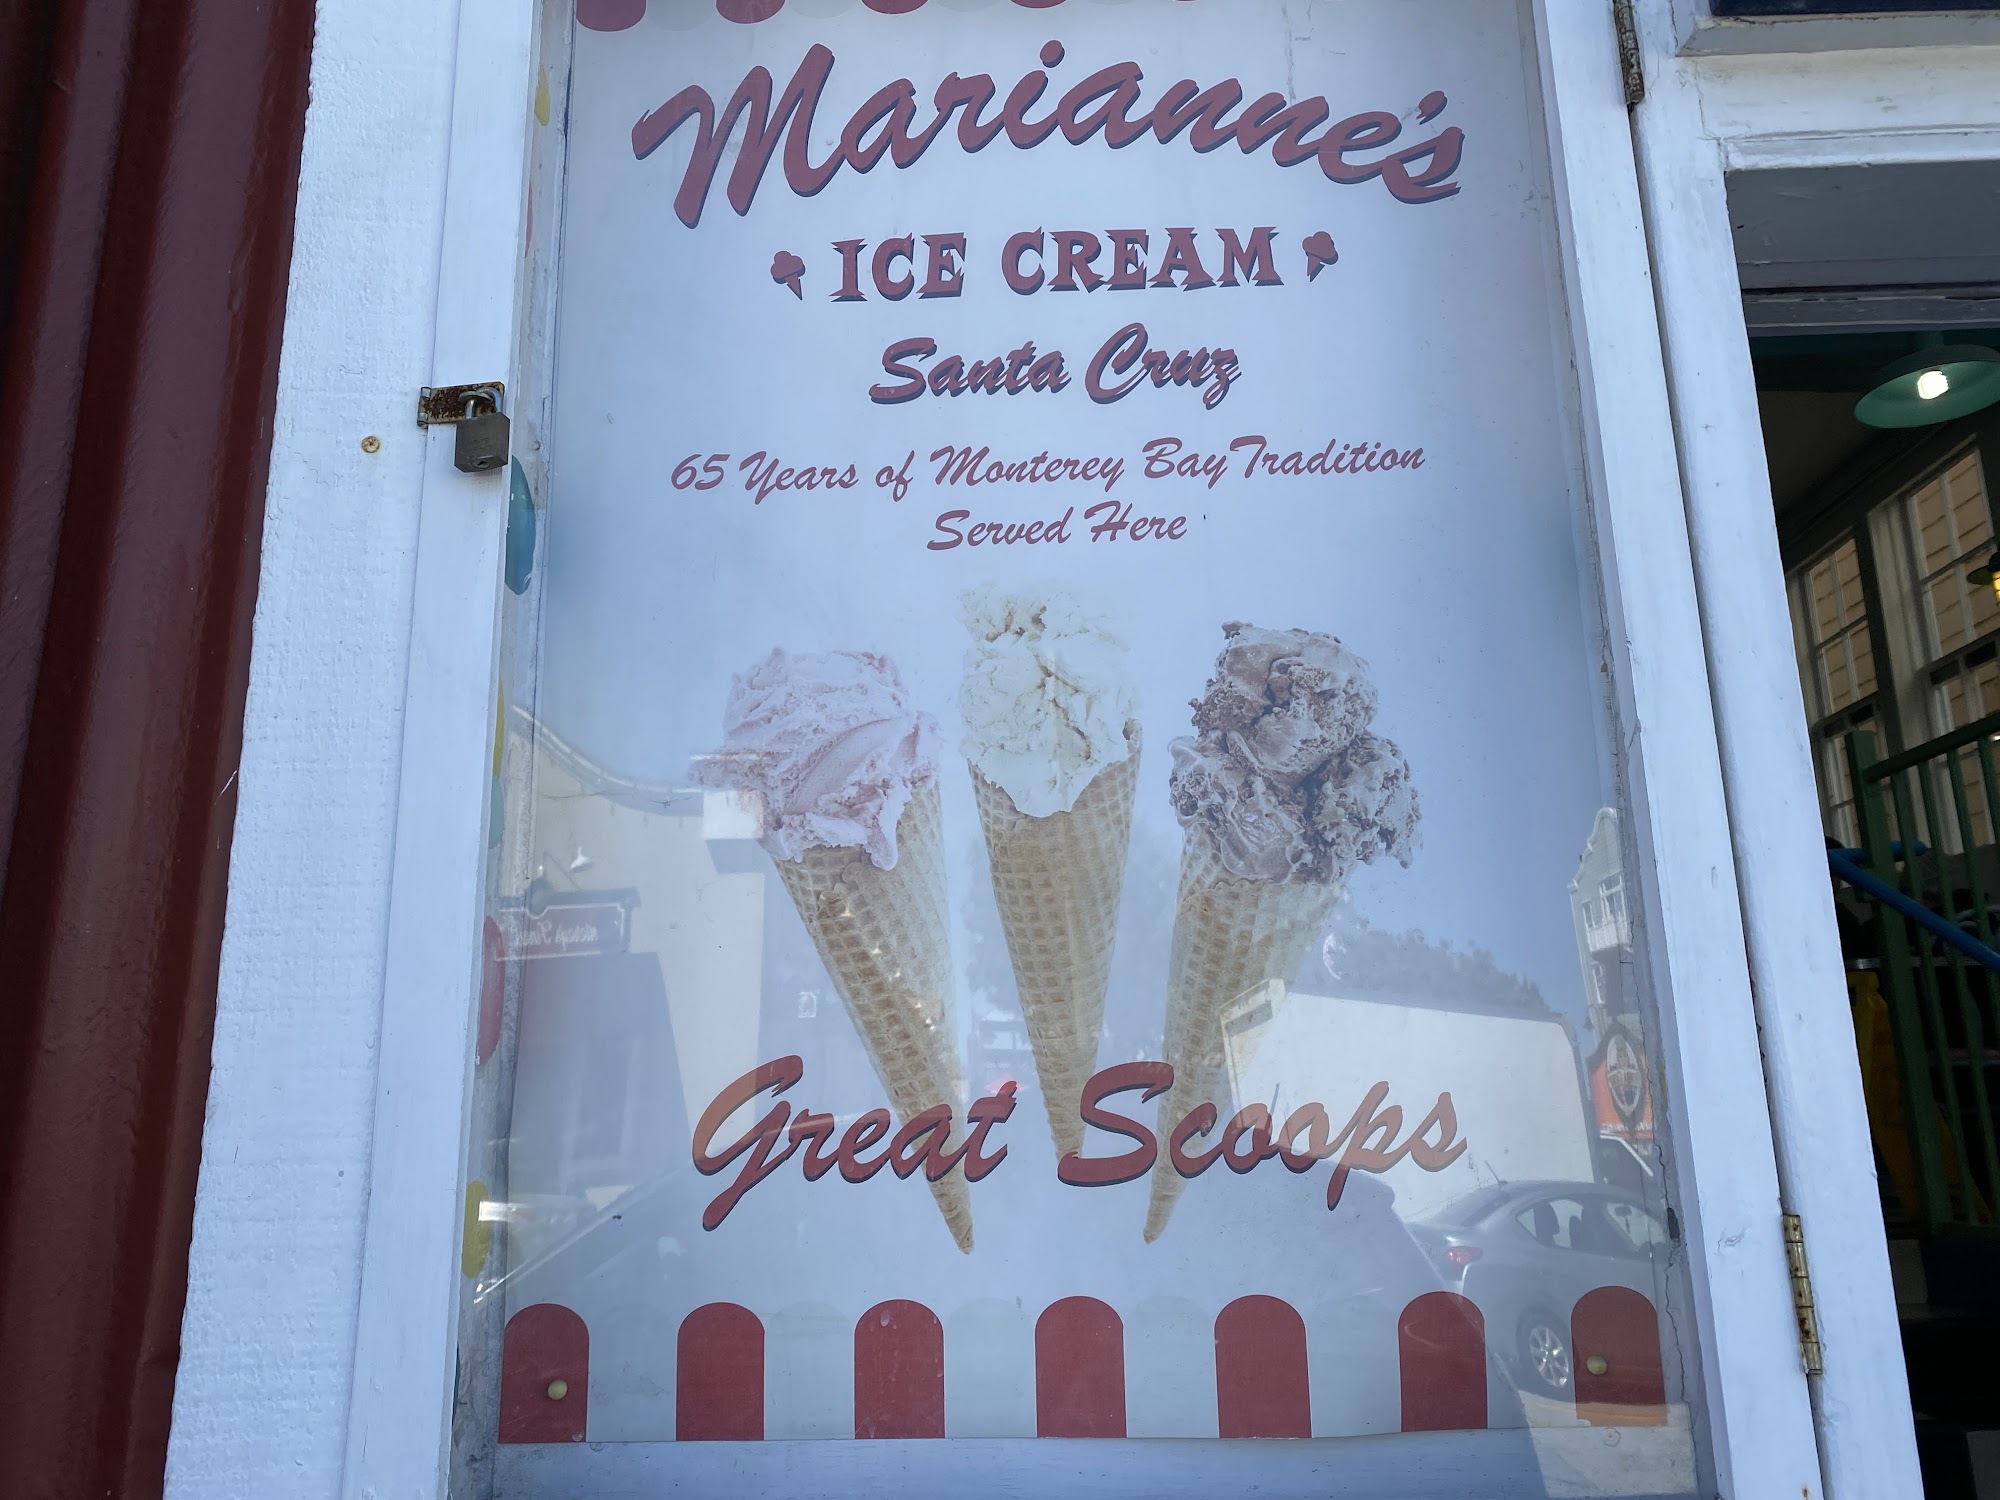 Marianne's
ICE CREAM
Santa Cruz
65 Years of Monterey Bay Tradition
Served Here
Great Scoops